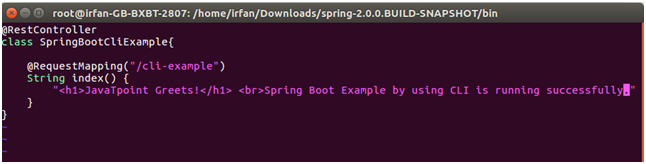 root@irfan-GB-BXBT-2807: /home/irfan/Downloads/spring-2.0.0.BUILD-SNAPSHOT/bin
@RestController
class SpringBootCliExample{
    @RequestMapping("/cli-example")
    String index() {
        "<h1>JavaTpoint Greets!</h1> <br>Spring Boot Example by using CLI is running successfully."
    }
}
~
~
~